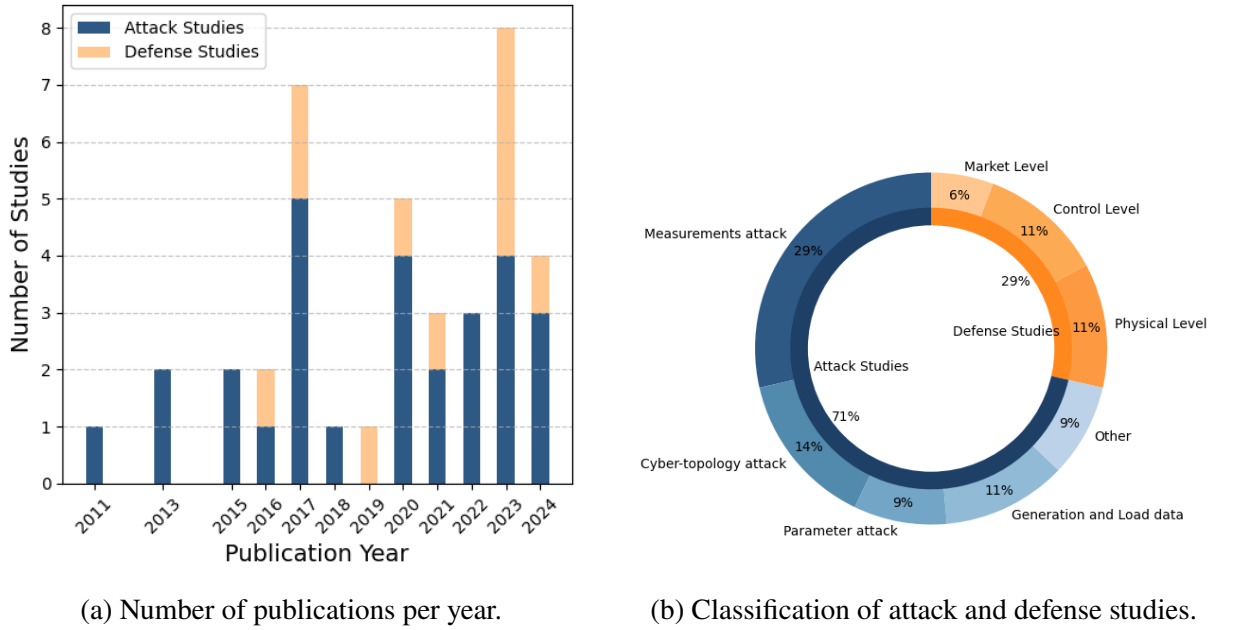 Attack Studies
Defense Studies
Number of Studies
8
7
6
5
4
3
2
1
0
2011
2013
2015
2016
2017
2018
2019
2020
2021
2022
2023
2024
Publication Year
(a) Number of publications per year.
Market Level
6%
Control Level
11%
Measurements attack
29%
29%
Defense Studies
11%
Physical Level
Attack Studies
71%
9%
Other
14%
Cyber-topology attack
9%
11%
Generation and Load data
Parameter attack
(b) Classification of attack and defense studies.